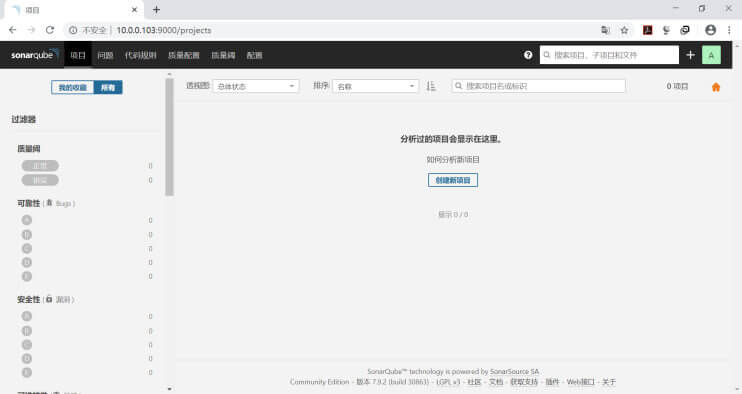 项目
不安全 | 10.0.0.103:9000/projects
sonarqube 项目 问题 代码规则 质量配置 质量阈 配置 搜索项目、子项目和文件 A
我的收藏 所有 透视图: 总体状态 排序: 名称 搜索项目名或标识 0 项目
过滤器
分析过的项目会显示在这里。
质量阈
如何分析新项目
正常 0
错误 0
创建新项目
可靠性 ( Bugs )
显示 0 / 0
A 0
B 0
C 0
D 0
E 0
安全性 ( 漏洞 )
A 0
B 0
C 0
D 0
E 0
SonarQube™ technology is powered by SonarSource SA
Community Edition - 版本 7.9.2 (build 30863) - LGPL v3 - 社区 - 文档 - 获取支持 - 插件 - Web接口 - 关于